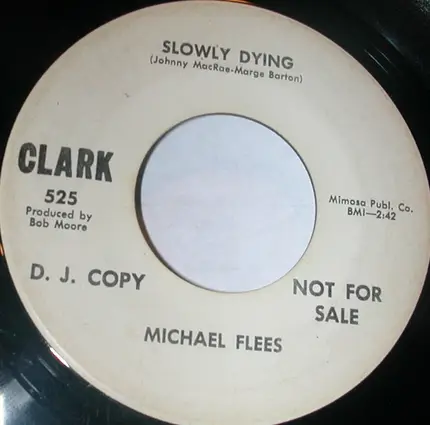 SLOWLY DYING
(Johnny MacRae-Marge Barton)
CLARK
525
Produced by
Bob Moore
Mimosa Publ. Co.
BMI—2:42
D. J. COPY
NOT FOR
SALE
MICHAEL FLEES